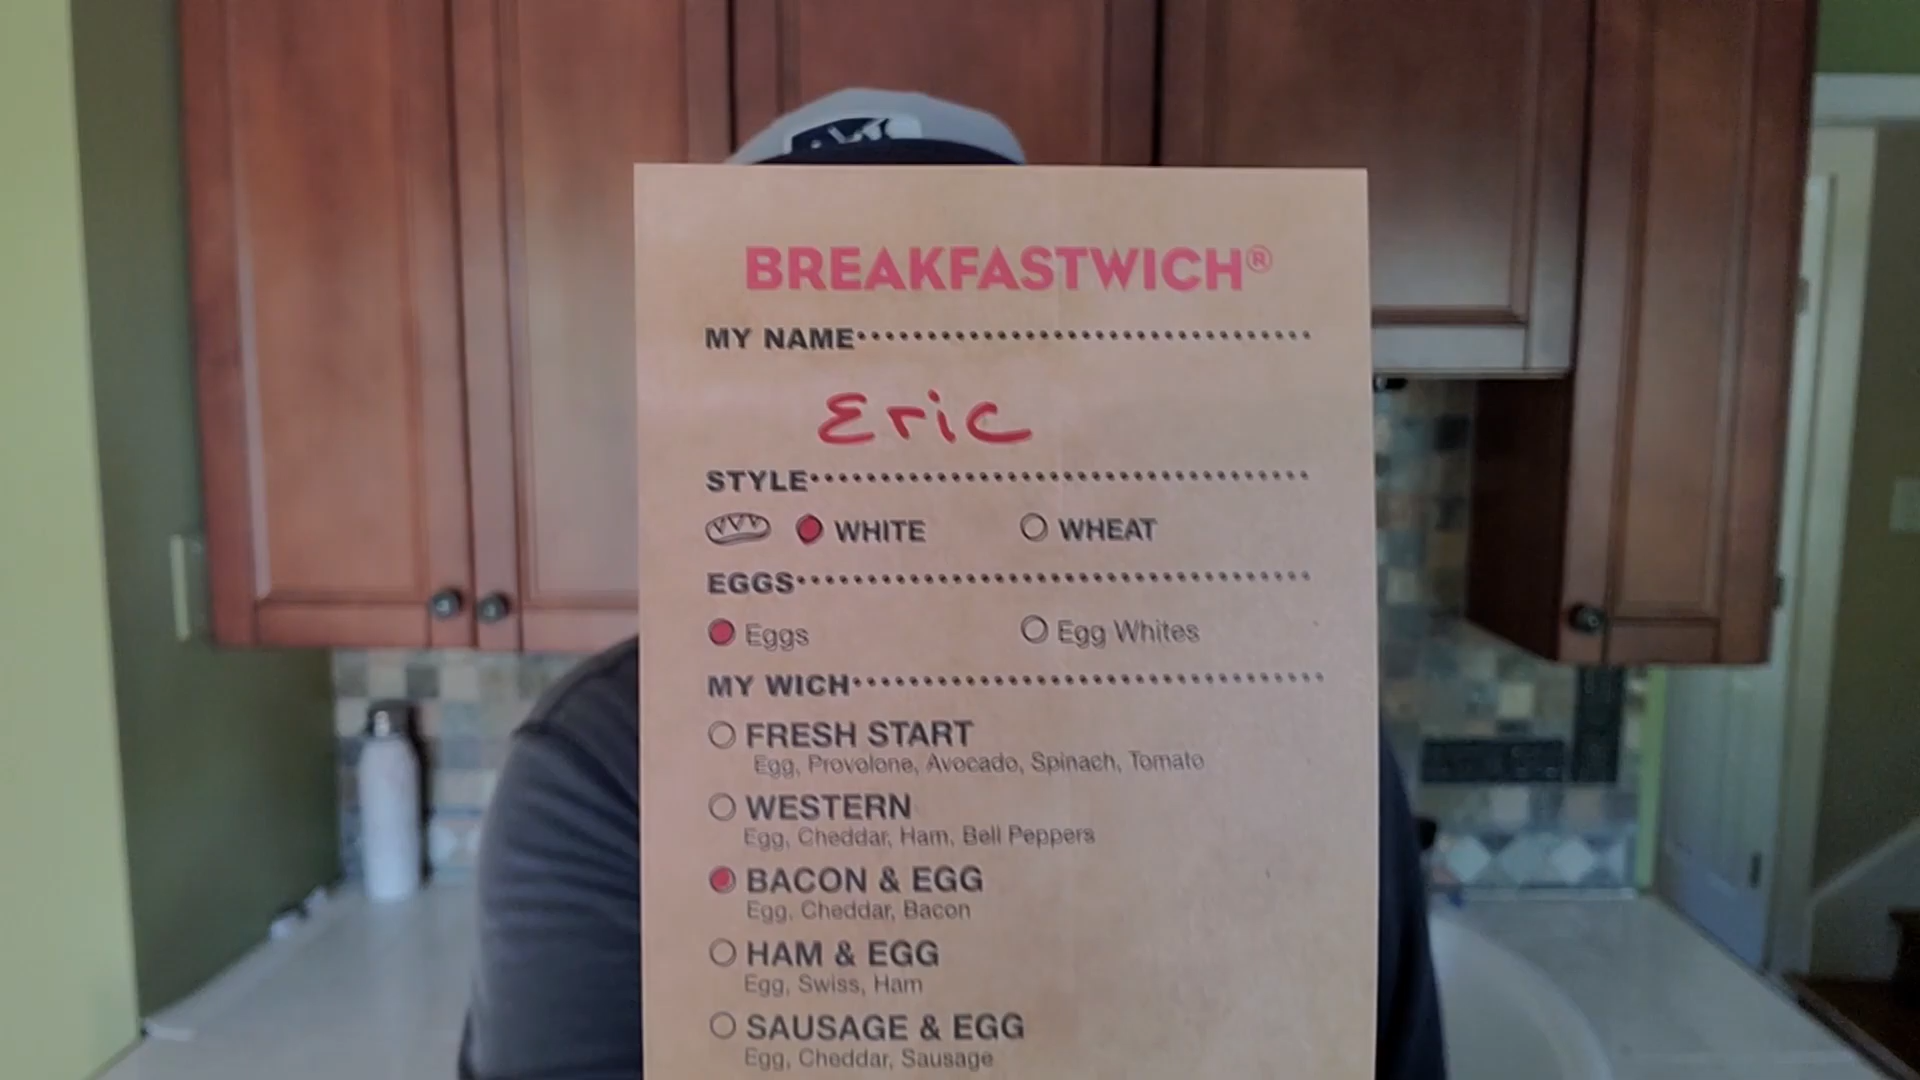 BREAKFASTWICH®
MY NAME
Eric
STYLE
WHITE WHEAT
EGGS
Eggs Egg Whites
MY WICH
FRESH START
Egg, Provolone, Avocado, Spinach, Tomato
WESTERN
Egg, Cheddar, Ham, Bell Peppers
BACON & EGG
Egg, Cheddar, Bacon
HAM & EGG
Egg, Swiss, Ham
SAUSAGE & EGG
Egg, Cheddar, Sausage